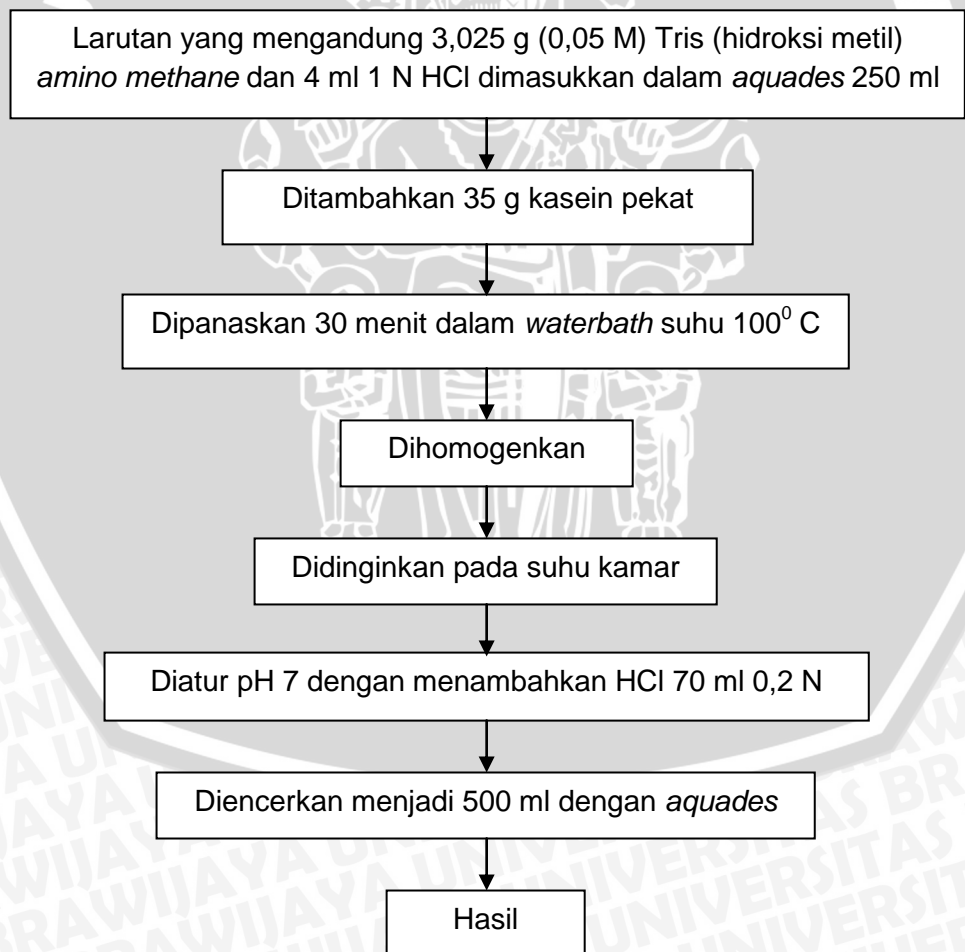 Larutan yang mengandung 3,025 g (0,05 M) Tris (hidroksi metil)
amino methane dan 4 ml 1 N HCl dimasukkan dalam aquades 250 ml
Ditambahkan 35 g kasein pekat
Dipanaskan 30 menit dalam waterbath suhu 100⁰ C
Dihomogenkan
Didinginkan pada suhu kamar
Diatur pH 7 dengan menambahkan HCl 70 ml 0,2 N
Diencerkan menjadi 500 ml dengan aquades
Hasil